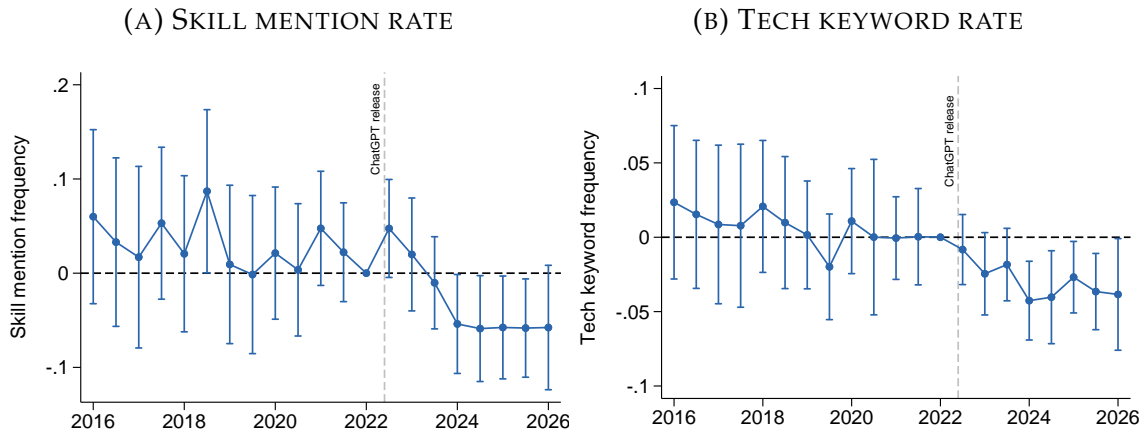 (A) SKILL MENTION RATE
.2
.1
0
-.1
Skill mention frequency
ChatGPT release
2016 2018 2020 2022 2024 2026
(B) TECH KEYWORD RATE
.1
.05
0
-.05
-.1
Tech keyword frequency
ChatGPT release
2016 2018 2020 2022 2024 2026